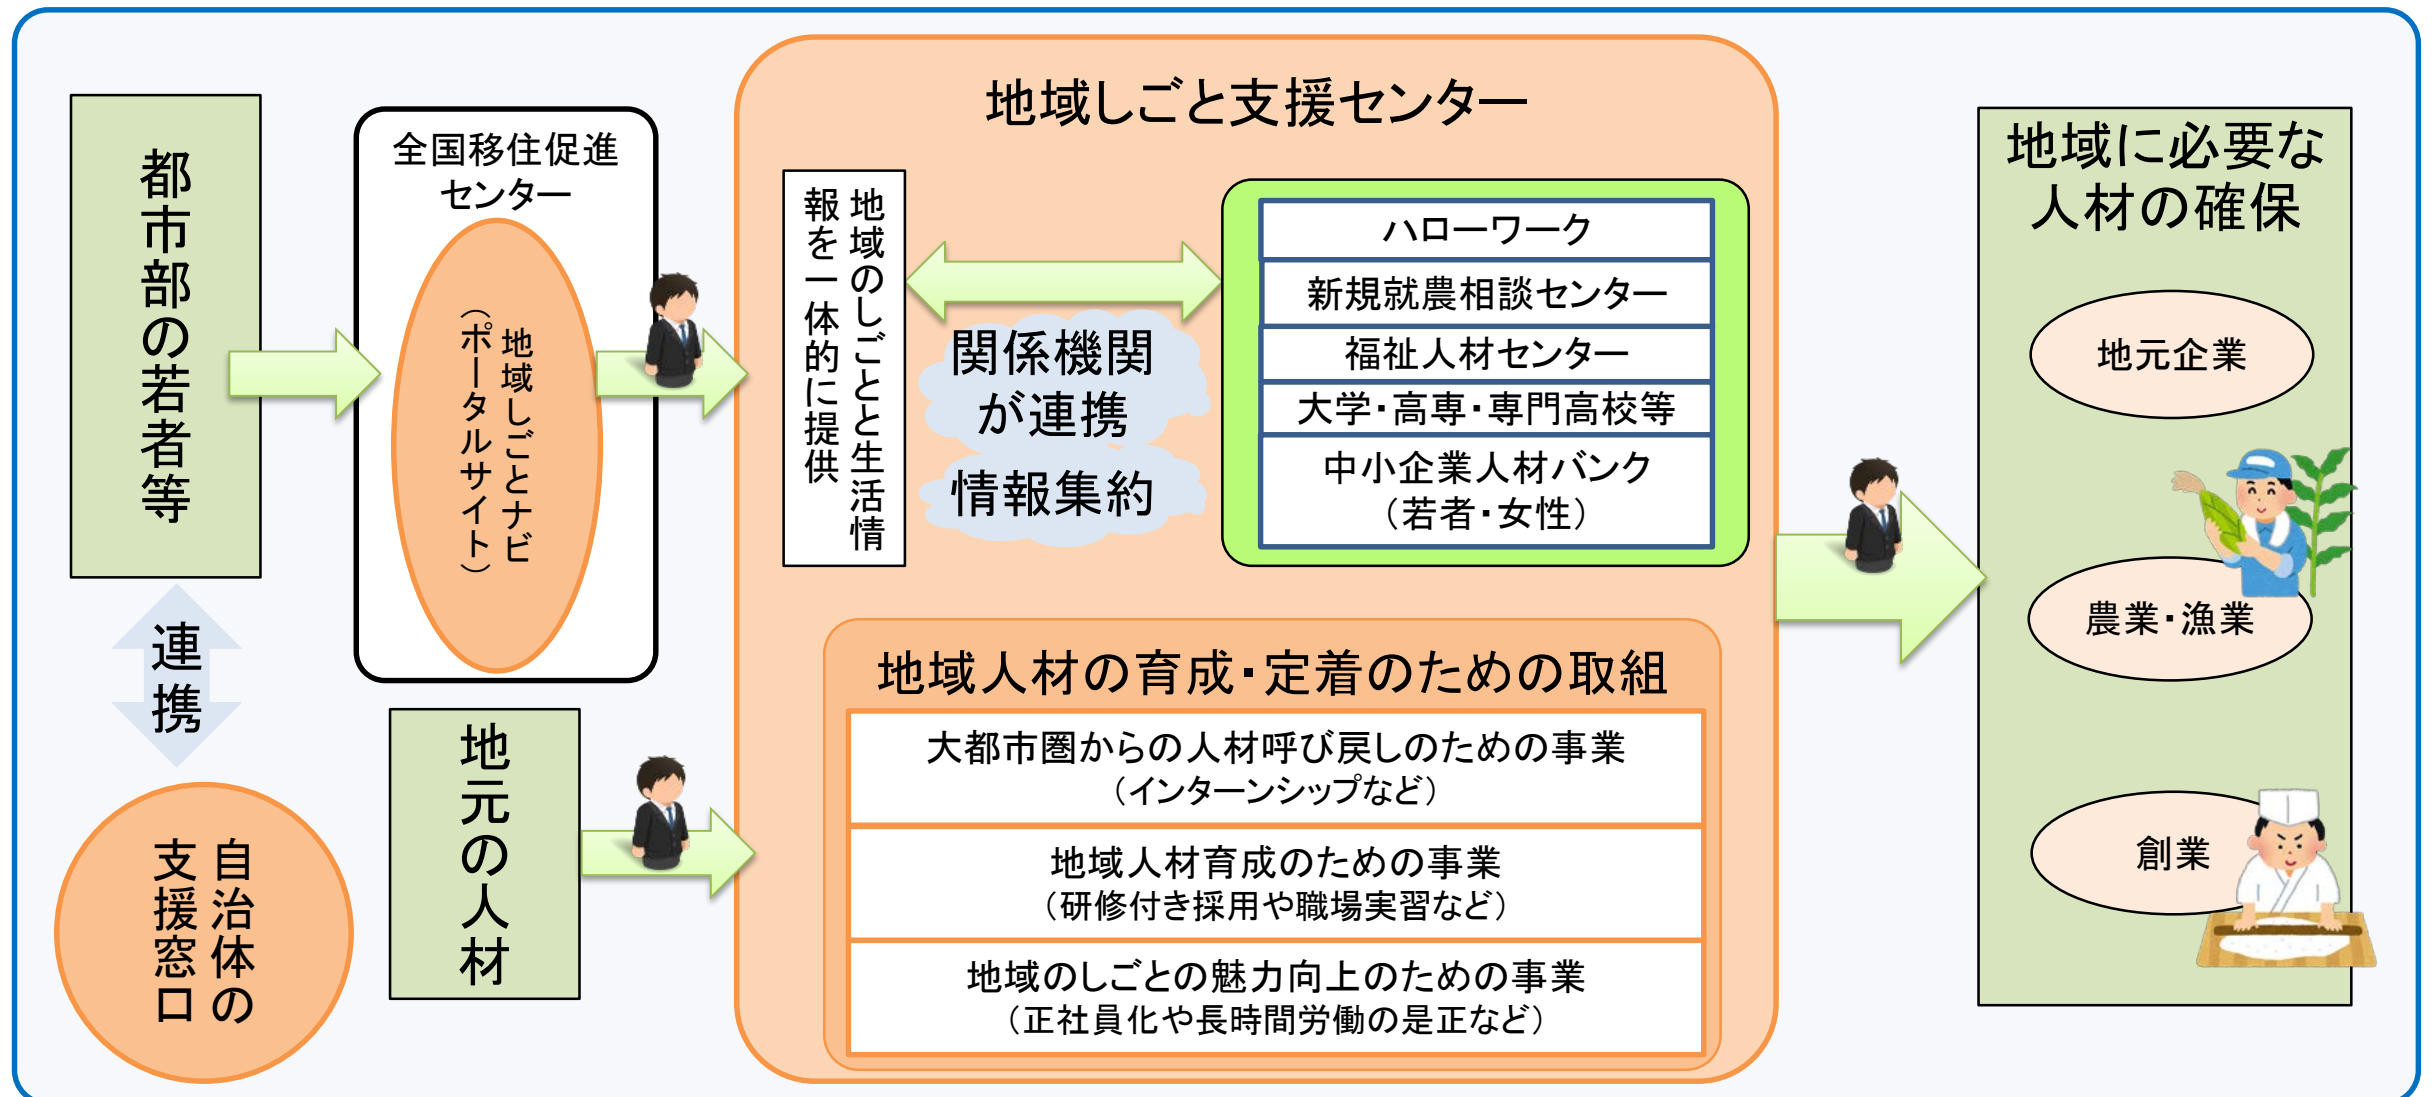 都市部の若者等
連携
自治体の
支援窓口
全国移住促進
センター
地域しごとナビ
（ポータルサイト）
地元の人材
地域しごと支援センター
地域のしごとと生活情
報を一体的に提供
関係機関
が連携
情報集約
ハローワーク
新規就農相談センター
福祉人材センター
大学・高専・専門高校等
中小企業人材バンク
（若者・女性）
地域人材の育成・定着のための取組
大都市圏からの人材呼び戻しのための事業
（インターンシップなど）
地域人材育成のための事業
（研修付き採用や職場実習など）
地域のしごとの魅力向上のための事業
（正社員化や長時間労働の是正など）
地域に必要な
人材の確保
地元企業
農業・漁業
創業